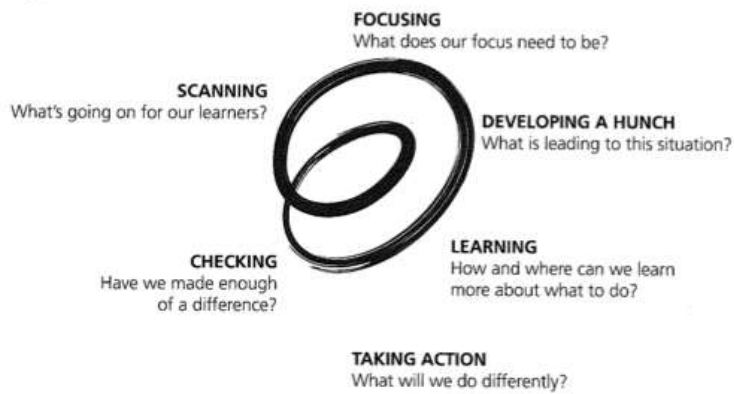 FOCUSING
What does our focus need to be?
SCANNING
What's going on for our learners?
DEVELOPING A HUNCH
What is leading to this situation?
LEARNING
How and where can we learn
more about what to do?
CHECKING
Have we made enough
of a difference?
TAKING ACTION
What will we do differently?